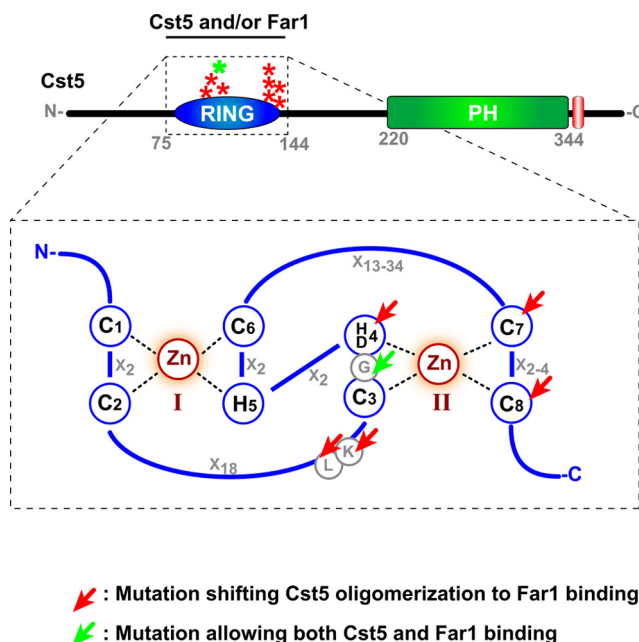 Cst5 and/or Far1
* * * * * * * *
Cst5
N- RING PH -C
75 144 220 344
N-
X13-34
C1 C6 H D 4 C7
Zn Zn
X2 X2 X2 G X2-4
I II
C2 H5 C3 C8
X18 L K
-C
: Mutation shifting Cst5 oligomerization to Far1 binding
: Mutation allowing both Cst5 and Far1 binding